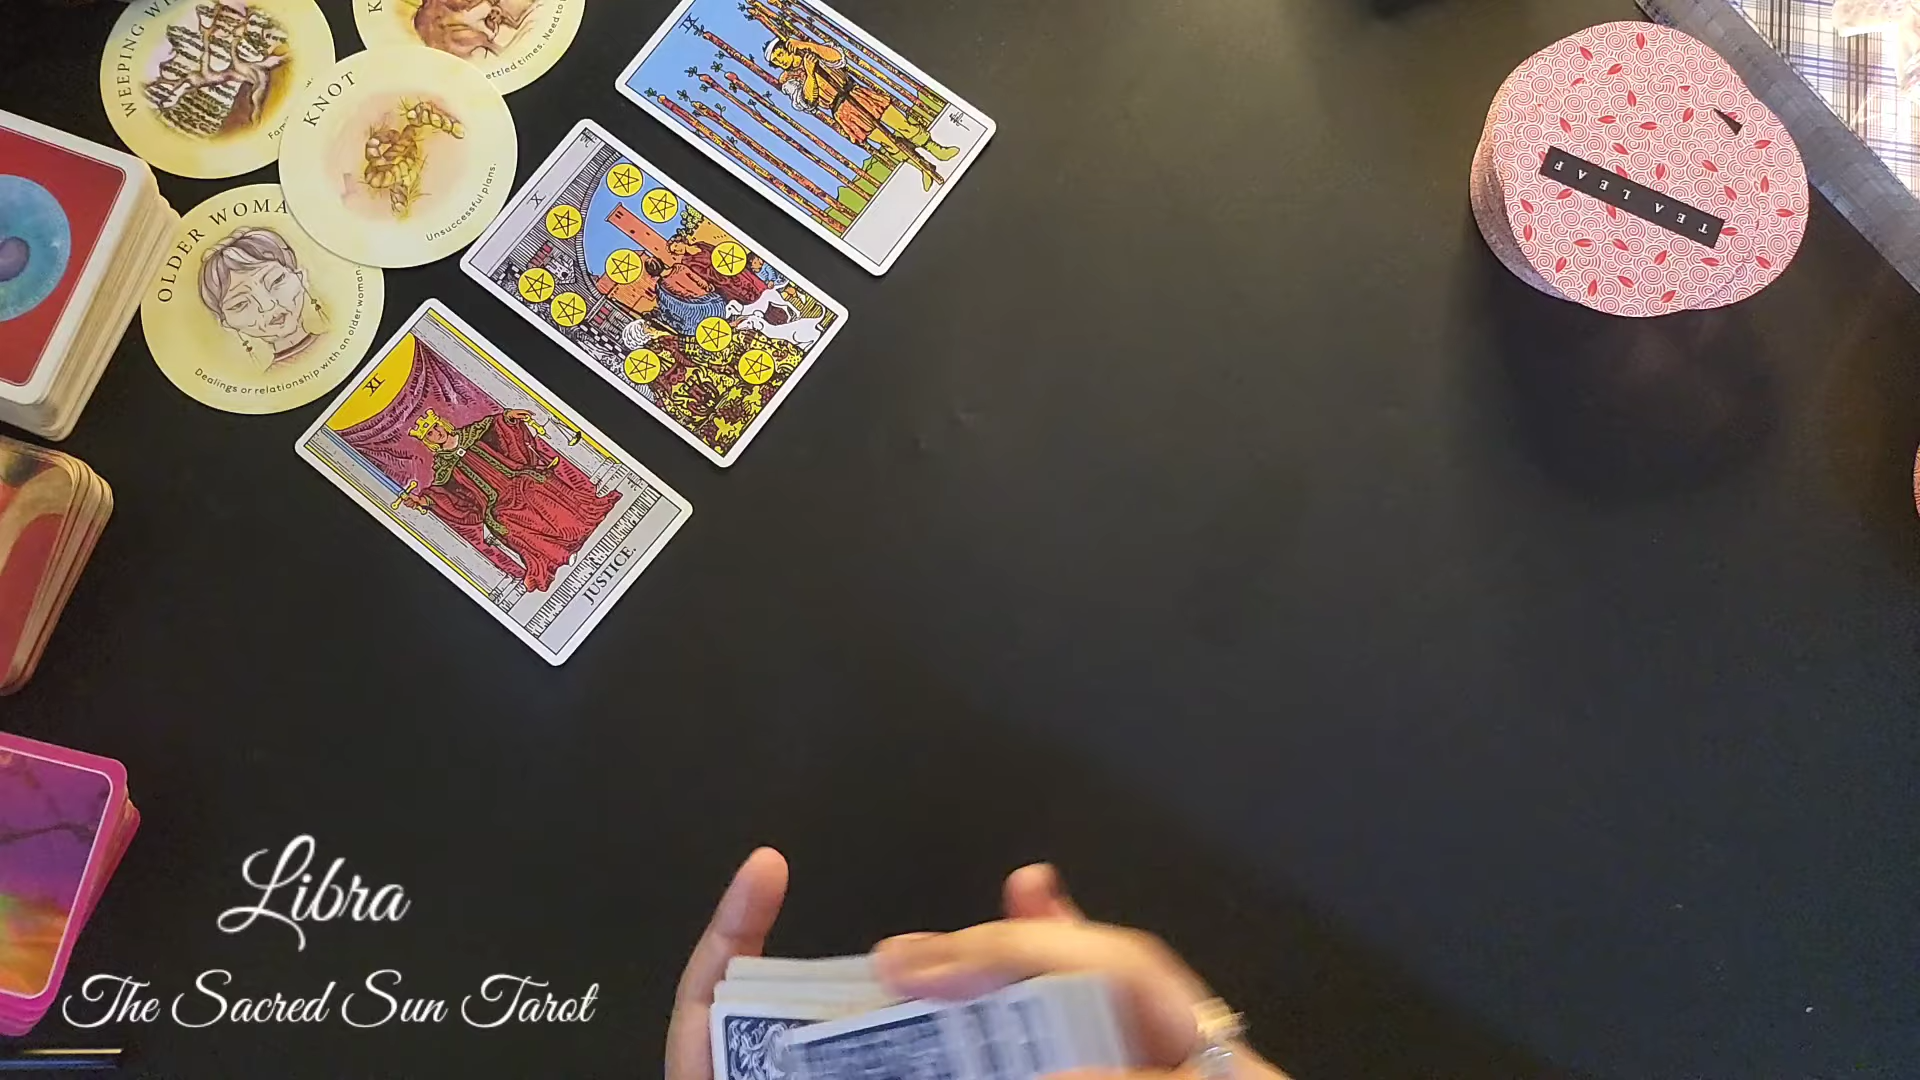 WEEPING
KNOT
Unsuccessful plans.
ettled times. Need to
OLDER WOMA
Dealings or relationship with an older woman.
IX
X
XI
JUSTICE.
TEA LEAF
Libra
The Sacred Sun Tarot